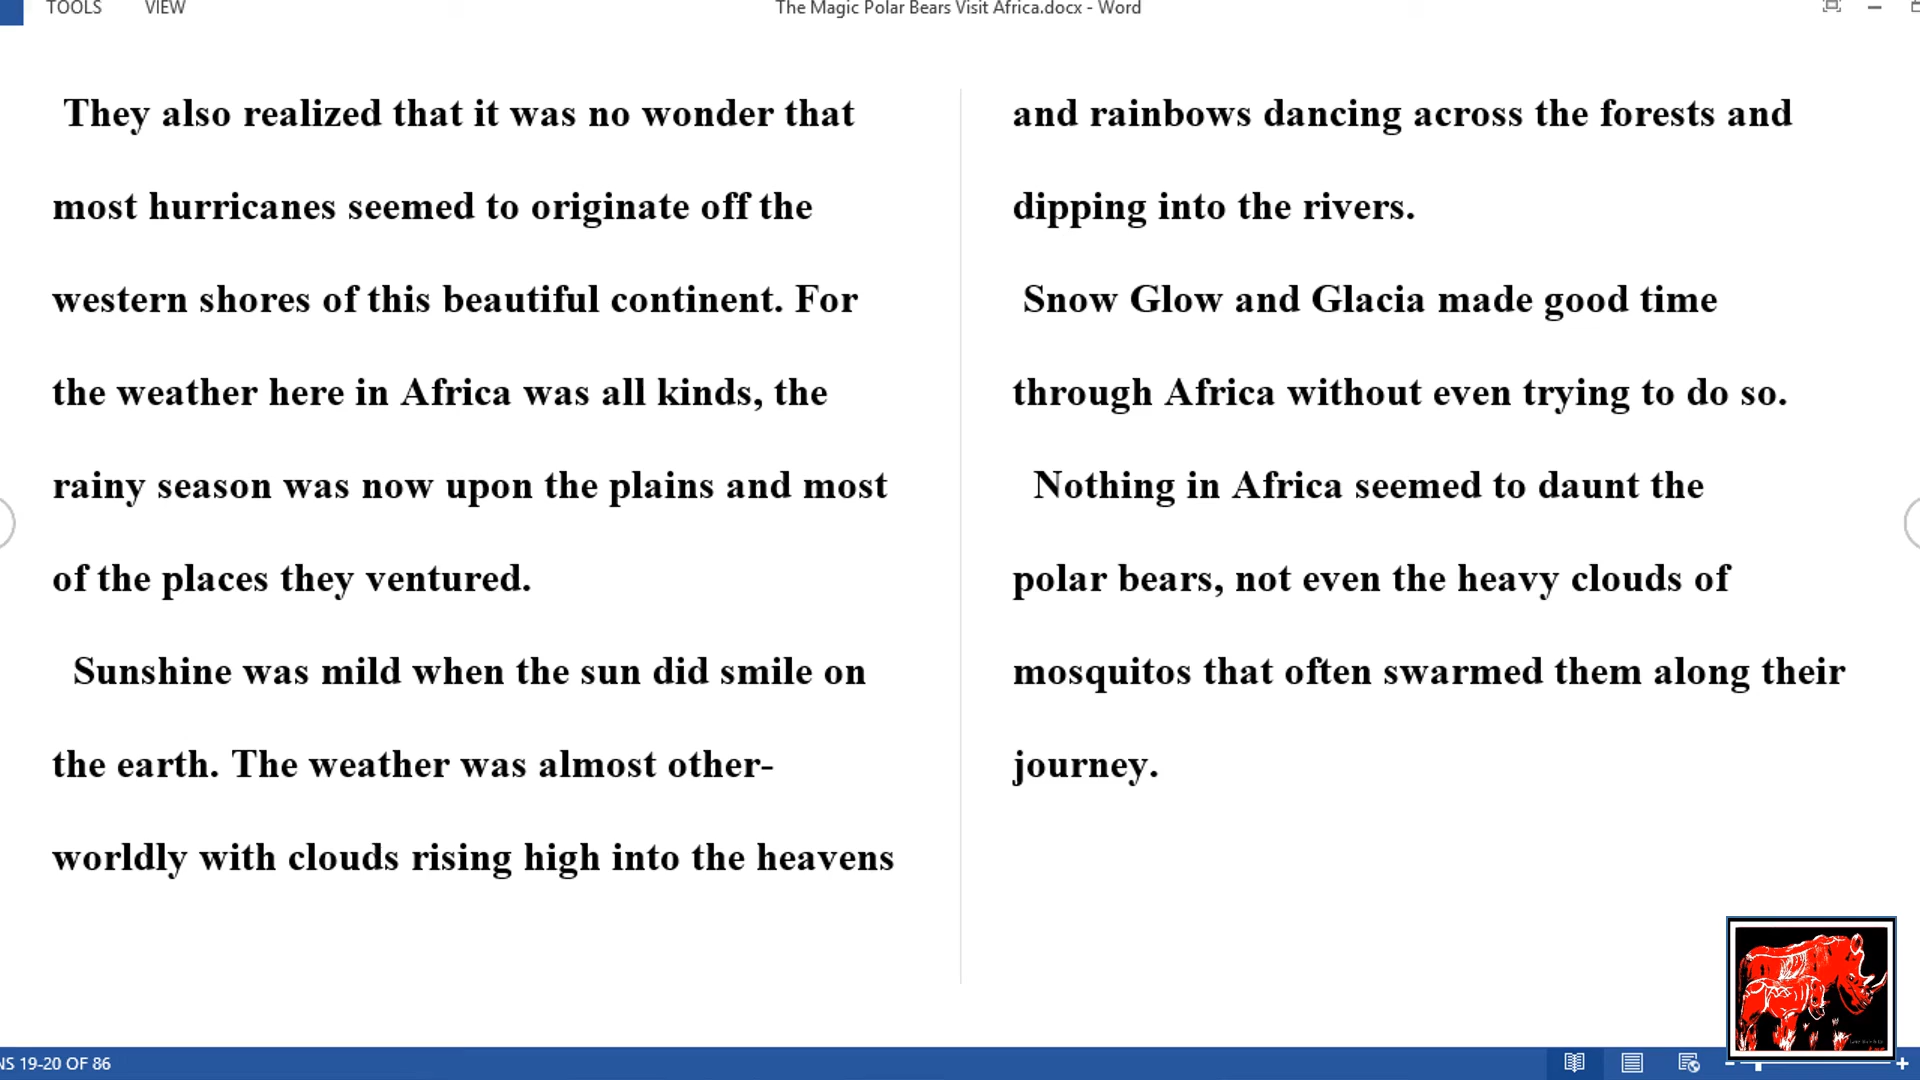 TOOLS VIEW The Magic Polar Bears Visit Africa.docx - Word
They also realized that it was no wonder that
most hurricanes seemed to originate off the
western shores of this beautiful continent. For
the weather here in Africa was all kinds, the
rainy season was now upon the plains and most
of the places they ventured.
Sunshine was mild when the sun did smile on
the earth. The weather was almost other-
worldly with clouds rising high into the heavens
and rainbows dancing across the forests and
dipping into the rivers.
Snow Glow and Glacia made good time
through Africa without even trying to do so.
Nothing in Africa seemed to daunt the
polar bears, not even the heavy clouds of
mosquitos that often swarmed them along their
journey.
NS 19-20 OF 86